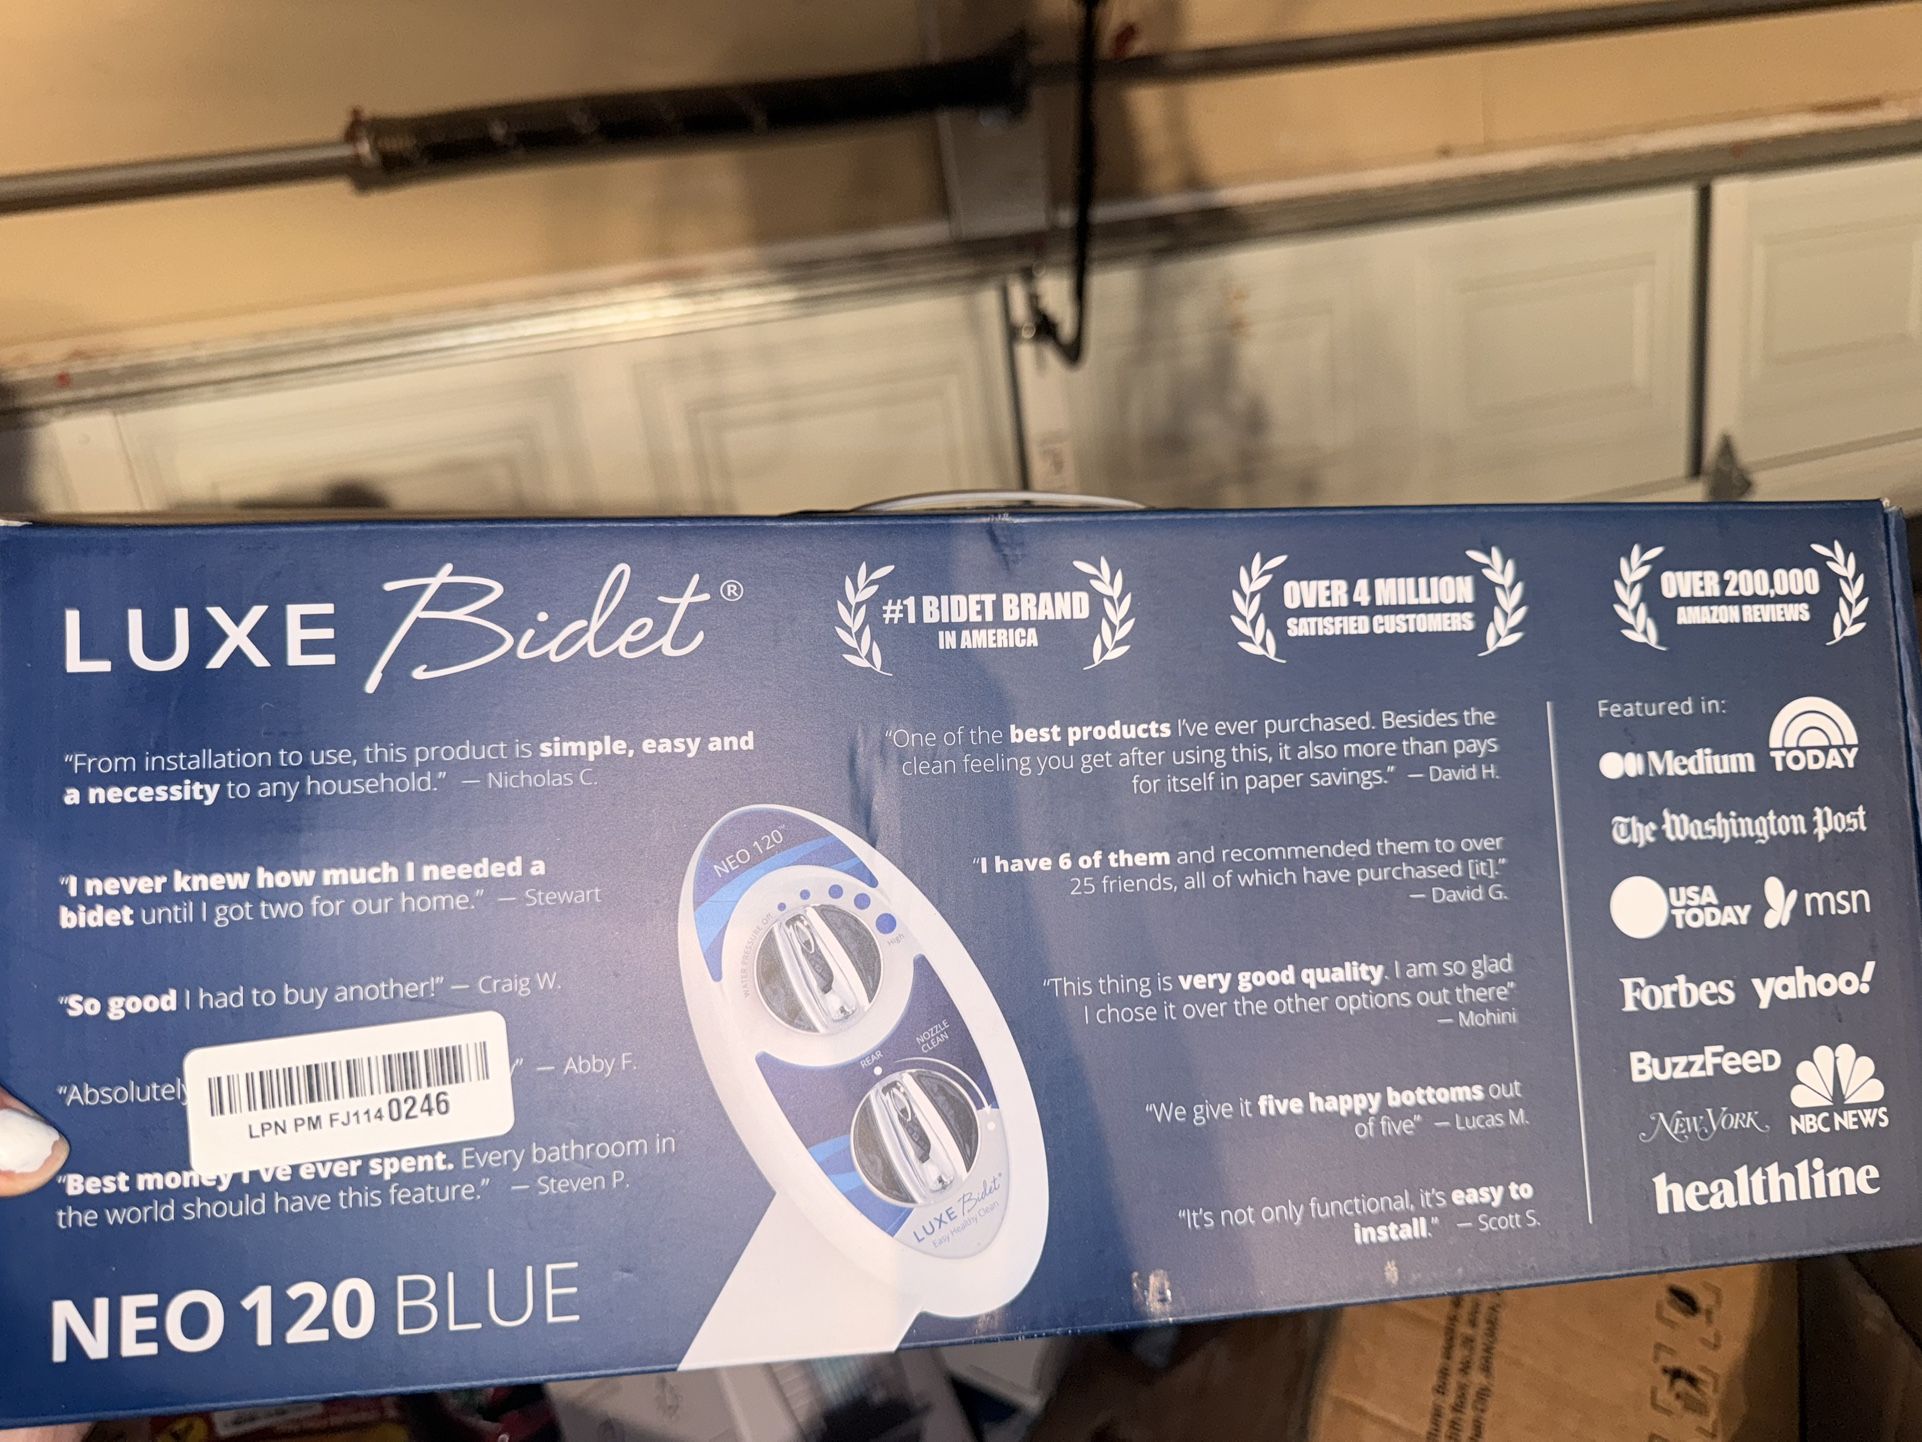 LUXE Bidet®
#1 BIDET BRAND
IN AMERICA
OVER 4 MILLION
SATISFIED CUSTOMERS
OVER 200,000
AMAZON REVIEWS
“From installation to use, this product is simple, easy and
a necessity to any household.” — Nicholas C.
“I never knew how much I needed a
bidet until I got two for our home.” — Stewart
“So good I had to buy another!” — Craig W.
“Absolutely
” — Abby F.
LPN PM FJ114 0246
“Best money I’ve ever spent. Every bathroom in
the world should have this feature.” — Steven P.
NEO 120 BLUE
NEO 120™
WATER PRESSURE Off
High
REAR
NOZZLE
CLEAN
LUXE Bidet®
Easy Healthy Clean
“One of the best products I’ve ever purchased. Besides the
clean feeling you get after using this, it also more than pays
for itself in paper savings.” — David H.
“I have 6 of them and recommended them to over
25 friends, all of which have purchased [it].”
— David G.
“This thing is very good quality. I am so glad
I chose it over the other options out there”
— Mohini
“We give it five happy bottoms out
of five” — Lucas M.
“It’s not only functional, it’s easy to
install.” — Scott S.
Featured in:
Medium
TODAY
The Washington Post
USA
TODAY
msn
Forbes
yahoo!
BuzzFeed
NEW YORK
NBC NEWS
healthline